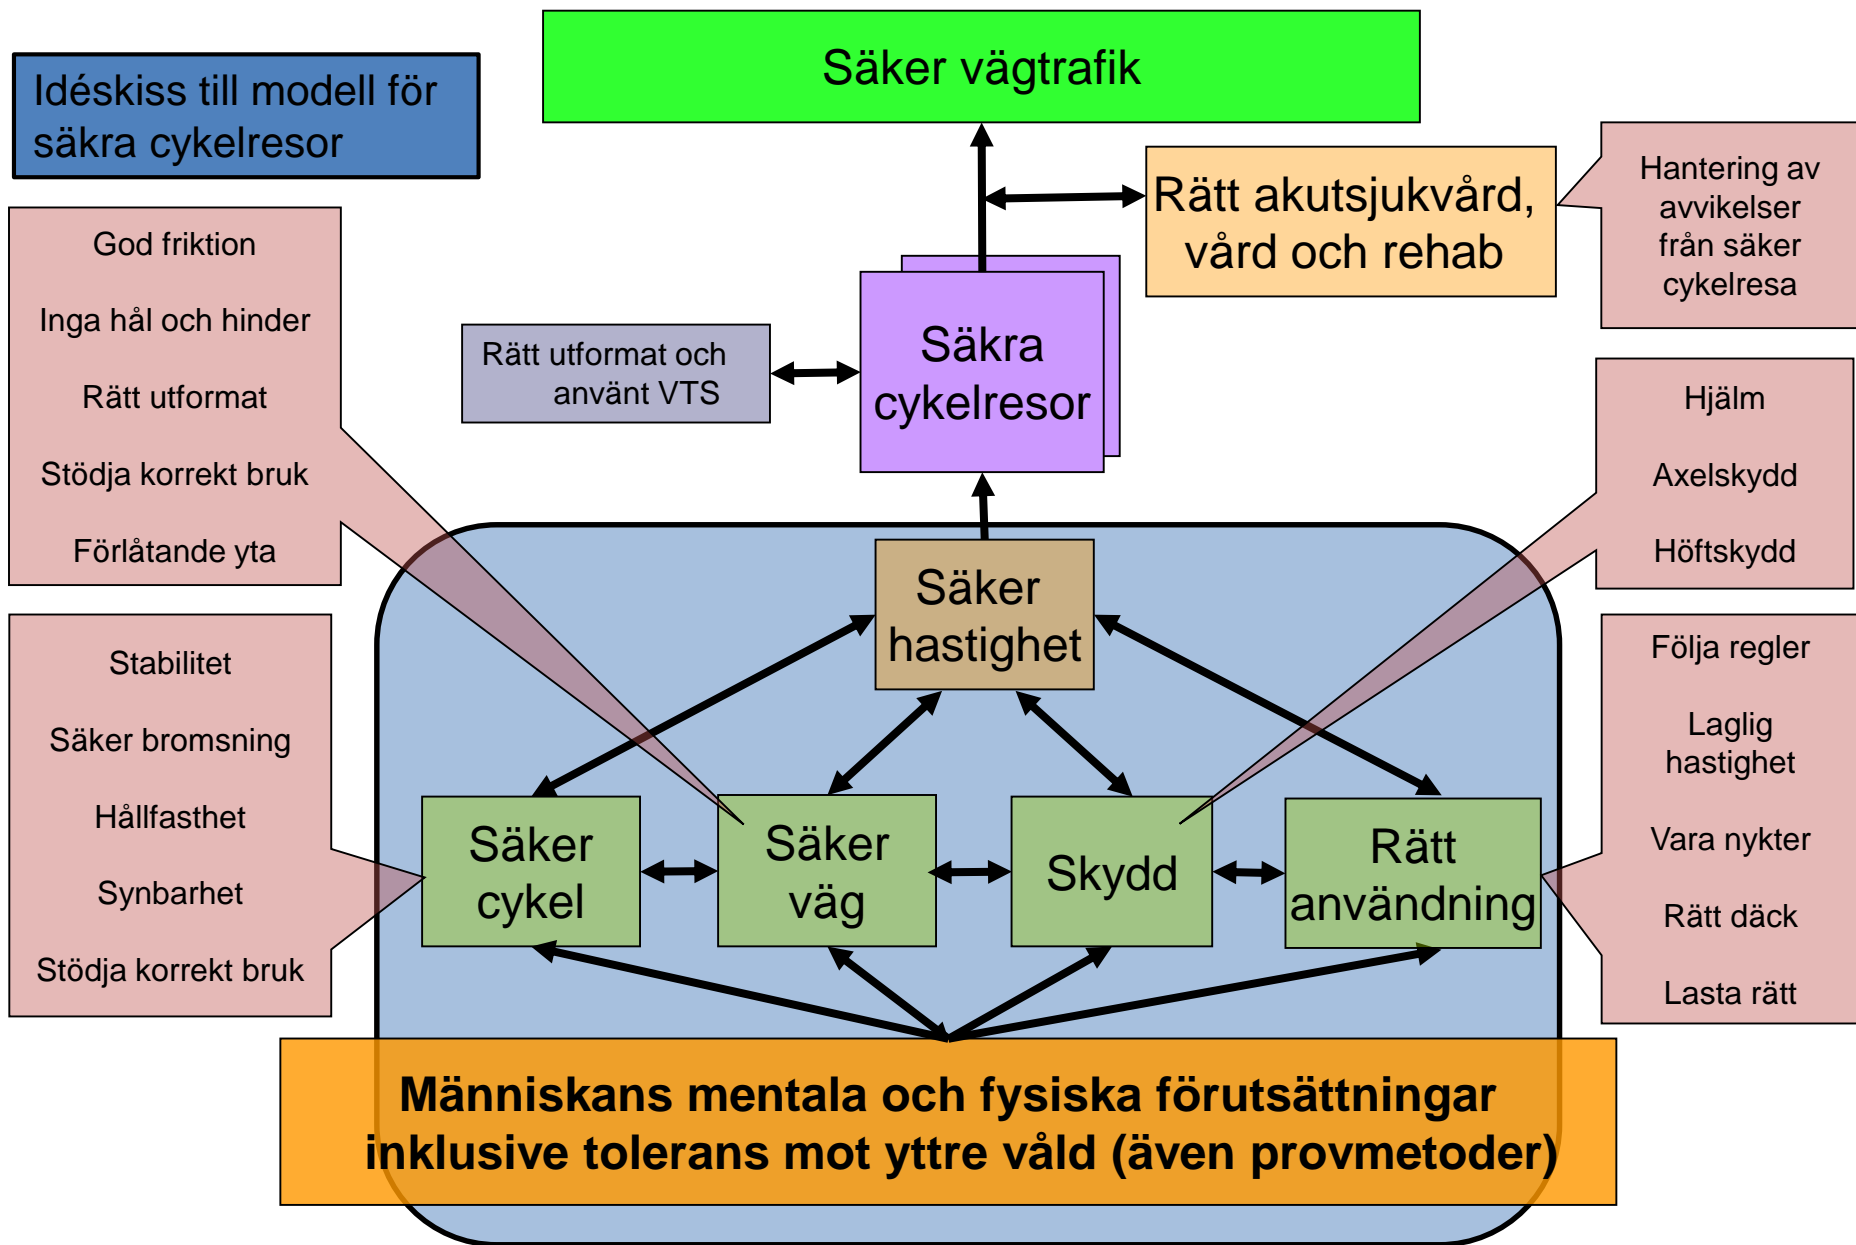 Säker vägtrafik
Idéskiss till modell för
säkra cykelresor
Rätt akutsjukvård,
vård och rehab
Hantering av
avvikelser
från säker
cykelresa
God friktion
Inga hål och hinder
Rätt utformat
Stödja korrekt bruk
Förlåtande yta
Rätt utformat och
använt VTS
Säkra
cykelresor
Hjälm
Axelskydd
Höftskydd
Säker
hastighet
Stabilitet
Säker bromsning
Hållfasthet
Synbarhet
Stödja korrekt bruk
Följa regler
Laglig
hastighet
Vara nykter
Rätt däck
Lasta rätt
Säker
cykel
Säker
väg
Skydd
Rätt
användning
Människans mentala och fysiska förutsättningar
inklusive tolerans mot yttre våld (även provmetoder)